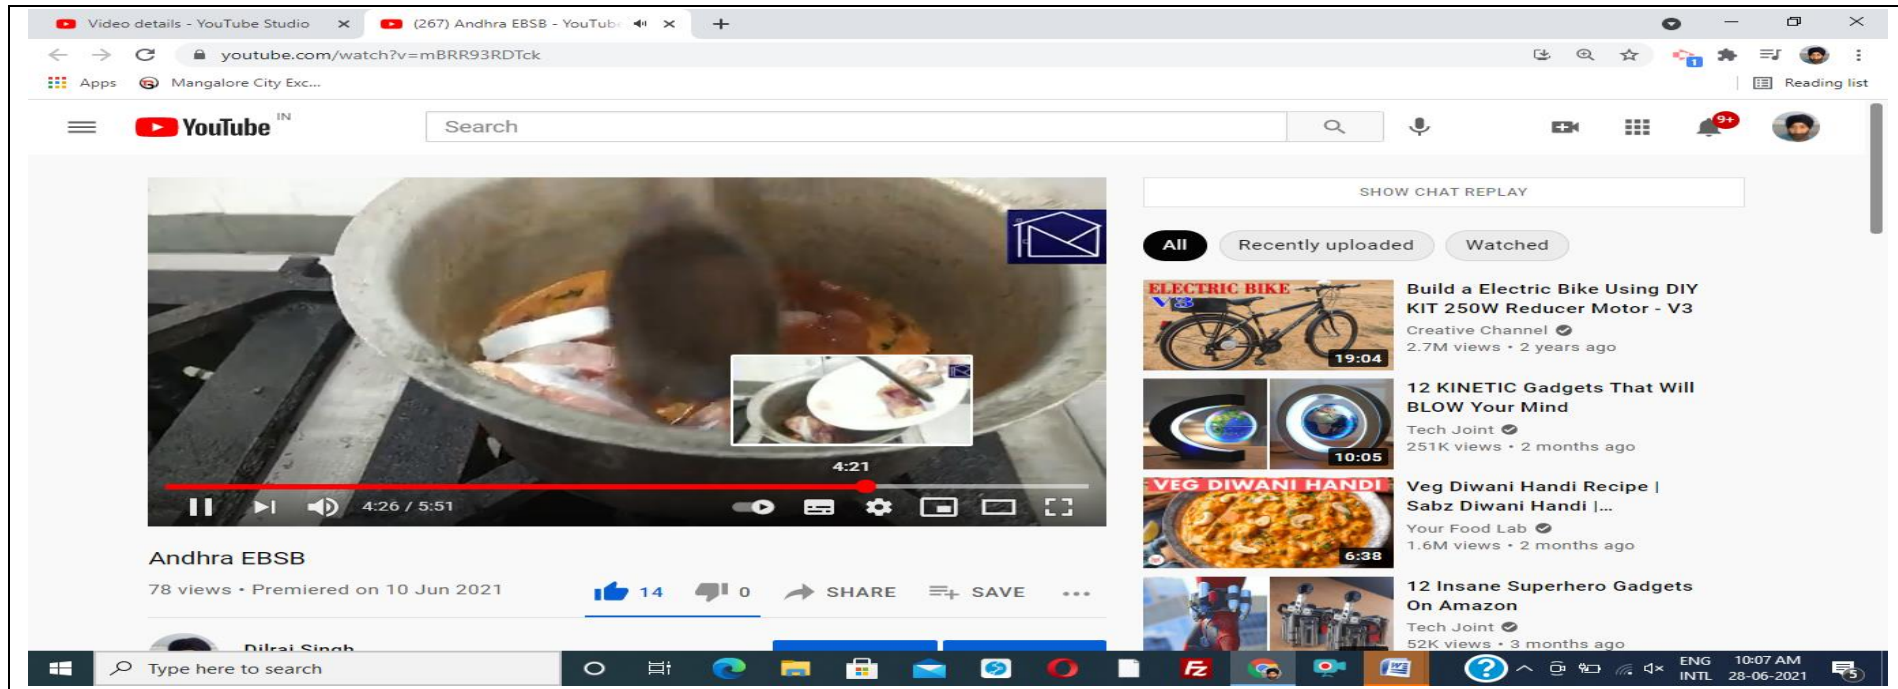 Video details - YouTube Studio
(267) Andhra EBSB - YouTub
youtube.com/watch?v=mBRR93RDTck
1
Apps
Mangalore City Exc...
Reading list
YouTube IN
Search
9+
SHOW CHAT REPLAY
All Recently uploaded Watched
ELECTRIC BIKE
V3
19:04
Build a Electric Bike Using DIY
KIT 250W Reducer Motor - V3
Creative Channel
2.7M views • 2 years ago
10:05
12 KINETIC Gadgets That Will
BLOW Your Mind
Tech Joint
251K views • 2 months ago
VEG DIWANI HANDI
6:38
Veg Diwani Handi Recipe |
Sabz Diwani Handi |...
Your Food Lab
1.6M views • 2 months ago
12 Insane Superhero Gadgets
On Amazon
Tech Joint
52K views • 3 months ago
4:21
4:26 / 5:51
Andhra EBSB
78 views • Premiered on 10 Jun 2021
14 0 SHARE SAVE
Dilraj Singh
Type here to search
Fz
ENG
INTL
10:07 AM
28-06-2021
5